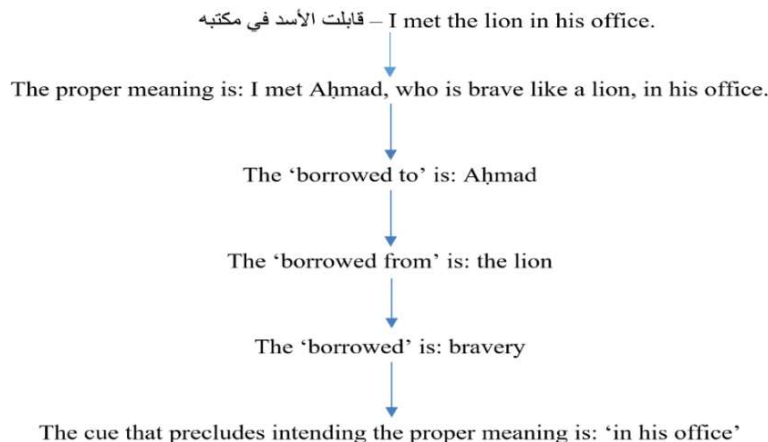 قابلت الأسد في مكتبه – I met the lion in his office.
The proper meaning is: I met Aḥmad, who is brave like a lion, in his office.
The ‘borrowed to’ is: Aḥmad
The ‘borrowed from’ is: the lion
The ‘borrowed’ is: bravery
The cue that precludes intending the proper meaning is: ‘in his office’